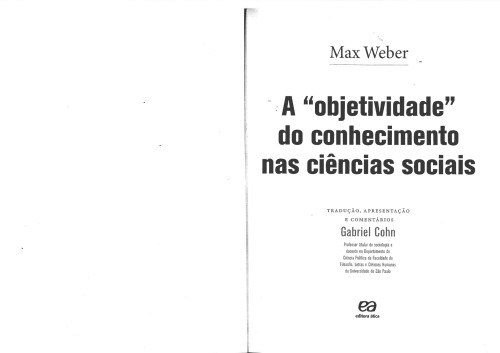 Max Weber
A “objetividade”
do conhecimento
nas ciências sociais
TRADUÇÃO, APRESENTAÇÃO
E COMENTÁRIOS
Gabriel Cohn
Professor titular de sociologia e
docente no Departamento de
Ciência Política da Faculdade de
Filosofia, Letras e Ciências Humanas
da Universidade de São Paulo
ea
editora ática